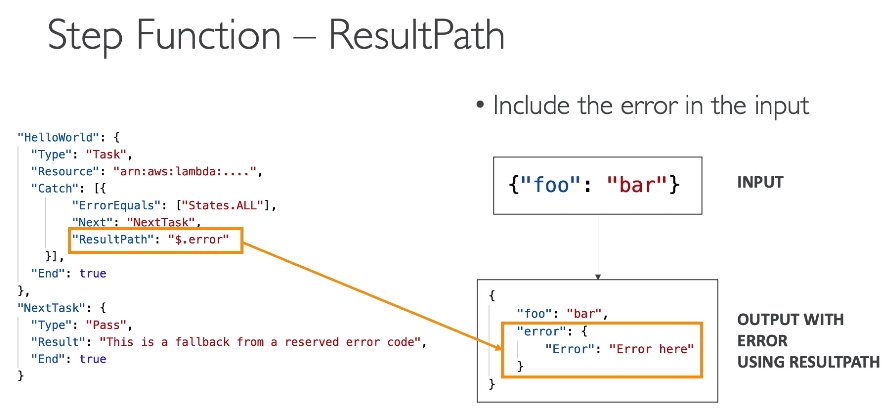 Step Function – ResultPath
• Include the error in the input
"HelloWorld": {
"Type": "Task",
"Resource": "arn:aws:lambda:....",
"Catch": [{
"ErrorEquals": ["States.ALL"],
"Next": "NextTask",
"ResultPath": "$.error"
}],
"End": true
},
"NextTask": {
"Type": "Pass",
"Result": "This is a fallback from a reserved error code",
"End": true
}
{"foo": "bar"}
INPUT
{
"foo": "bar",
"error": {
"Error": "Error here"
}
}
OUTPUT WITH
ERROR
USING RESULTPATH